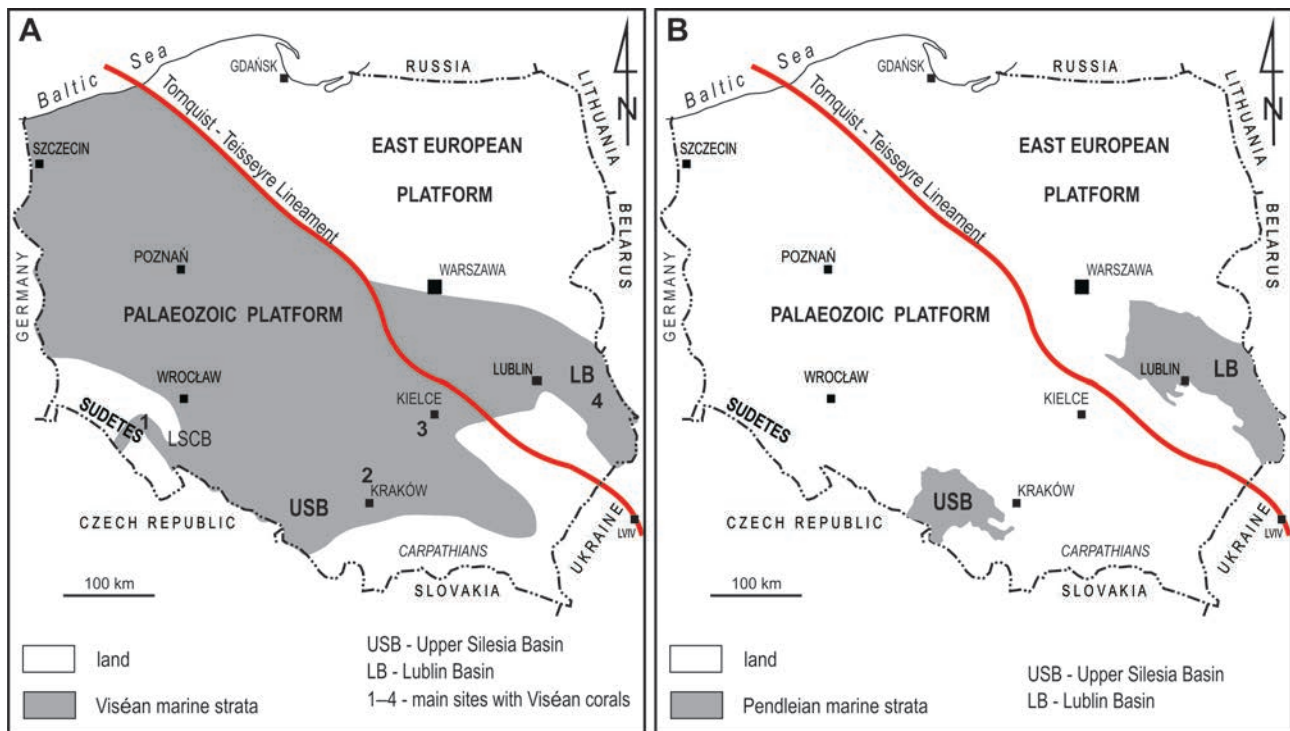 A
Baltic Sea
GDAŃSK
RUSSIA
LITHUANIA
N
Tornquist - Teisseyre Lineament
SZCZECIN
EAST EUROPEAN
PLATFORM
BELARUS
POZNAŃ
WARSZAWA
GERMANY
PALAEOZOIC PLATFORM
WROCŁAW
LUBLIN
LB
4
KIELCE
3
SUDETES
1
LSCB
2
KRAKÓW
USB
CZECH REPUBLIC
UKRAINE
LVIV
CARPATHIANS
SLOVAKIA
100 km
land
Viséan marine strata
USB - Upper Silesia Basin
LB - Lublin Basin
1–4 - main sites with Viséan corals
B
Baltic Sea
GDAŃSK
RUSSIA
LITHUANIA
N
Tornquist - Teisseyre Lineament
SZCZECIN
EAST EUROPEAN
PLATFORM
BELARUS
POZNAŃ
WARSZAWA
GERMANY
PALAEOZOIC PLATFORM
WROCŁAW
LUBLIN
LB
KIELCE
SUDETES
USB
KRAKÓW
CZECH REPUBLIC
UKRAINE
LVIV
CARPATHIANS
SLOVAKIA
100 km
land
Pendleian marine strata
USB - Upper Silesia Basin
LB - Lublin Basin